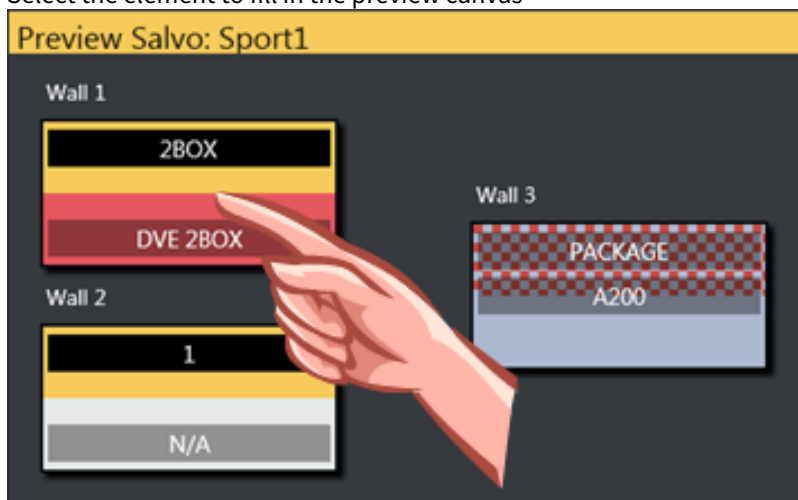 Select the element to fill in the preview canvas
Preview Salvo: Sport1
Wall 1
2BOX
DVE 2BOX
Wall 2
1
N/A
Wall 3
PACKAGE
A200